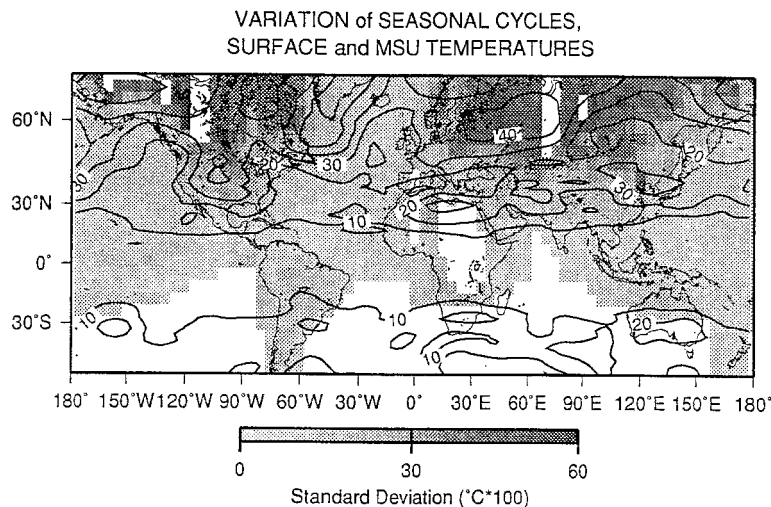 VARIATION of SEASONAL CYCLES,
SURFACE and MSU TEMPERATURES
60°N
30°N
0°
30°S
40
20
30
20
30
30
20
10
10
10
20
10
180° 150°W 120°W 90°W 60°W 30°W 0° 30°E 60°E 90°E 120°E 150°E 180°
0 30 60
Standard Deviation (°C*100)